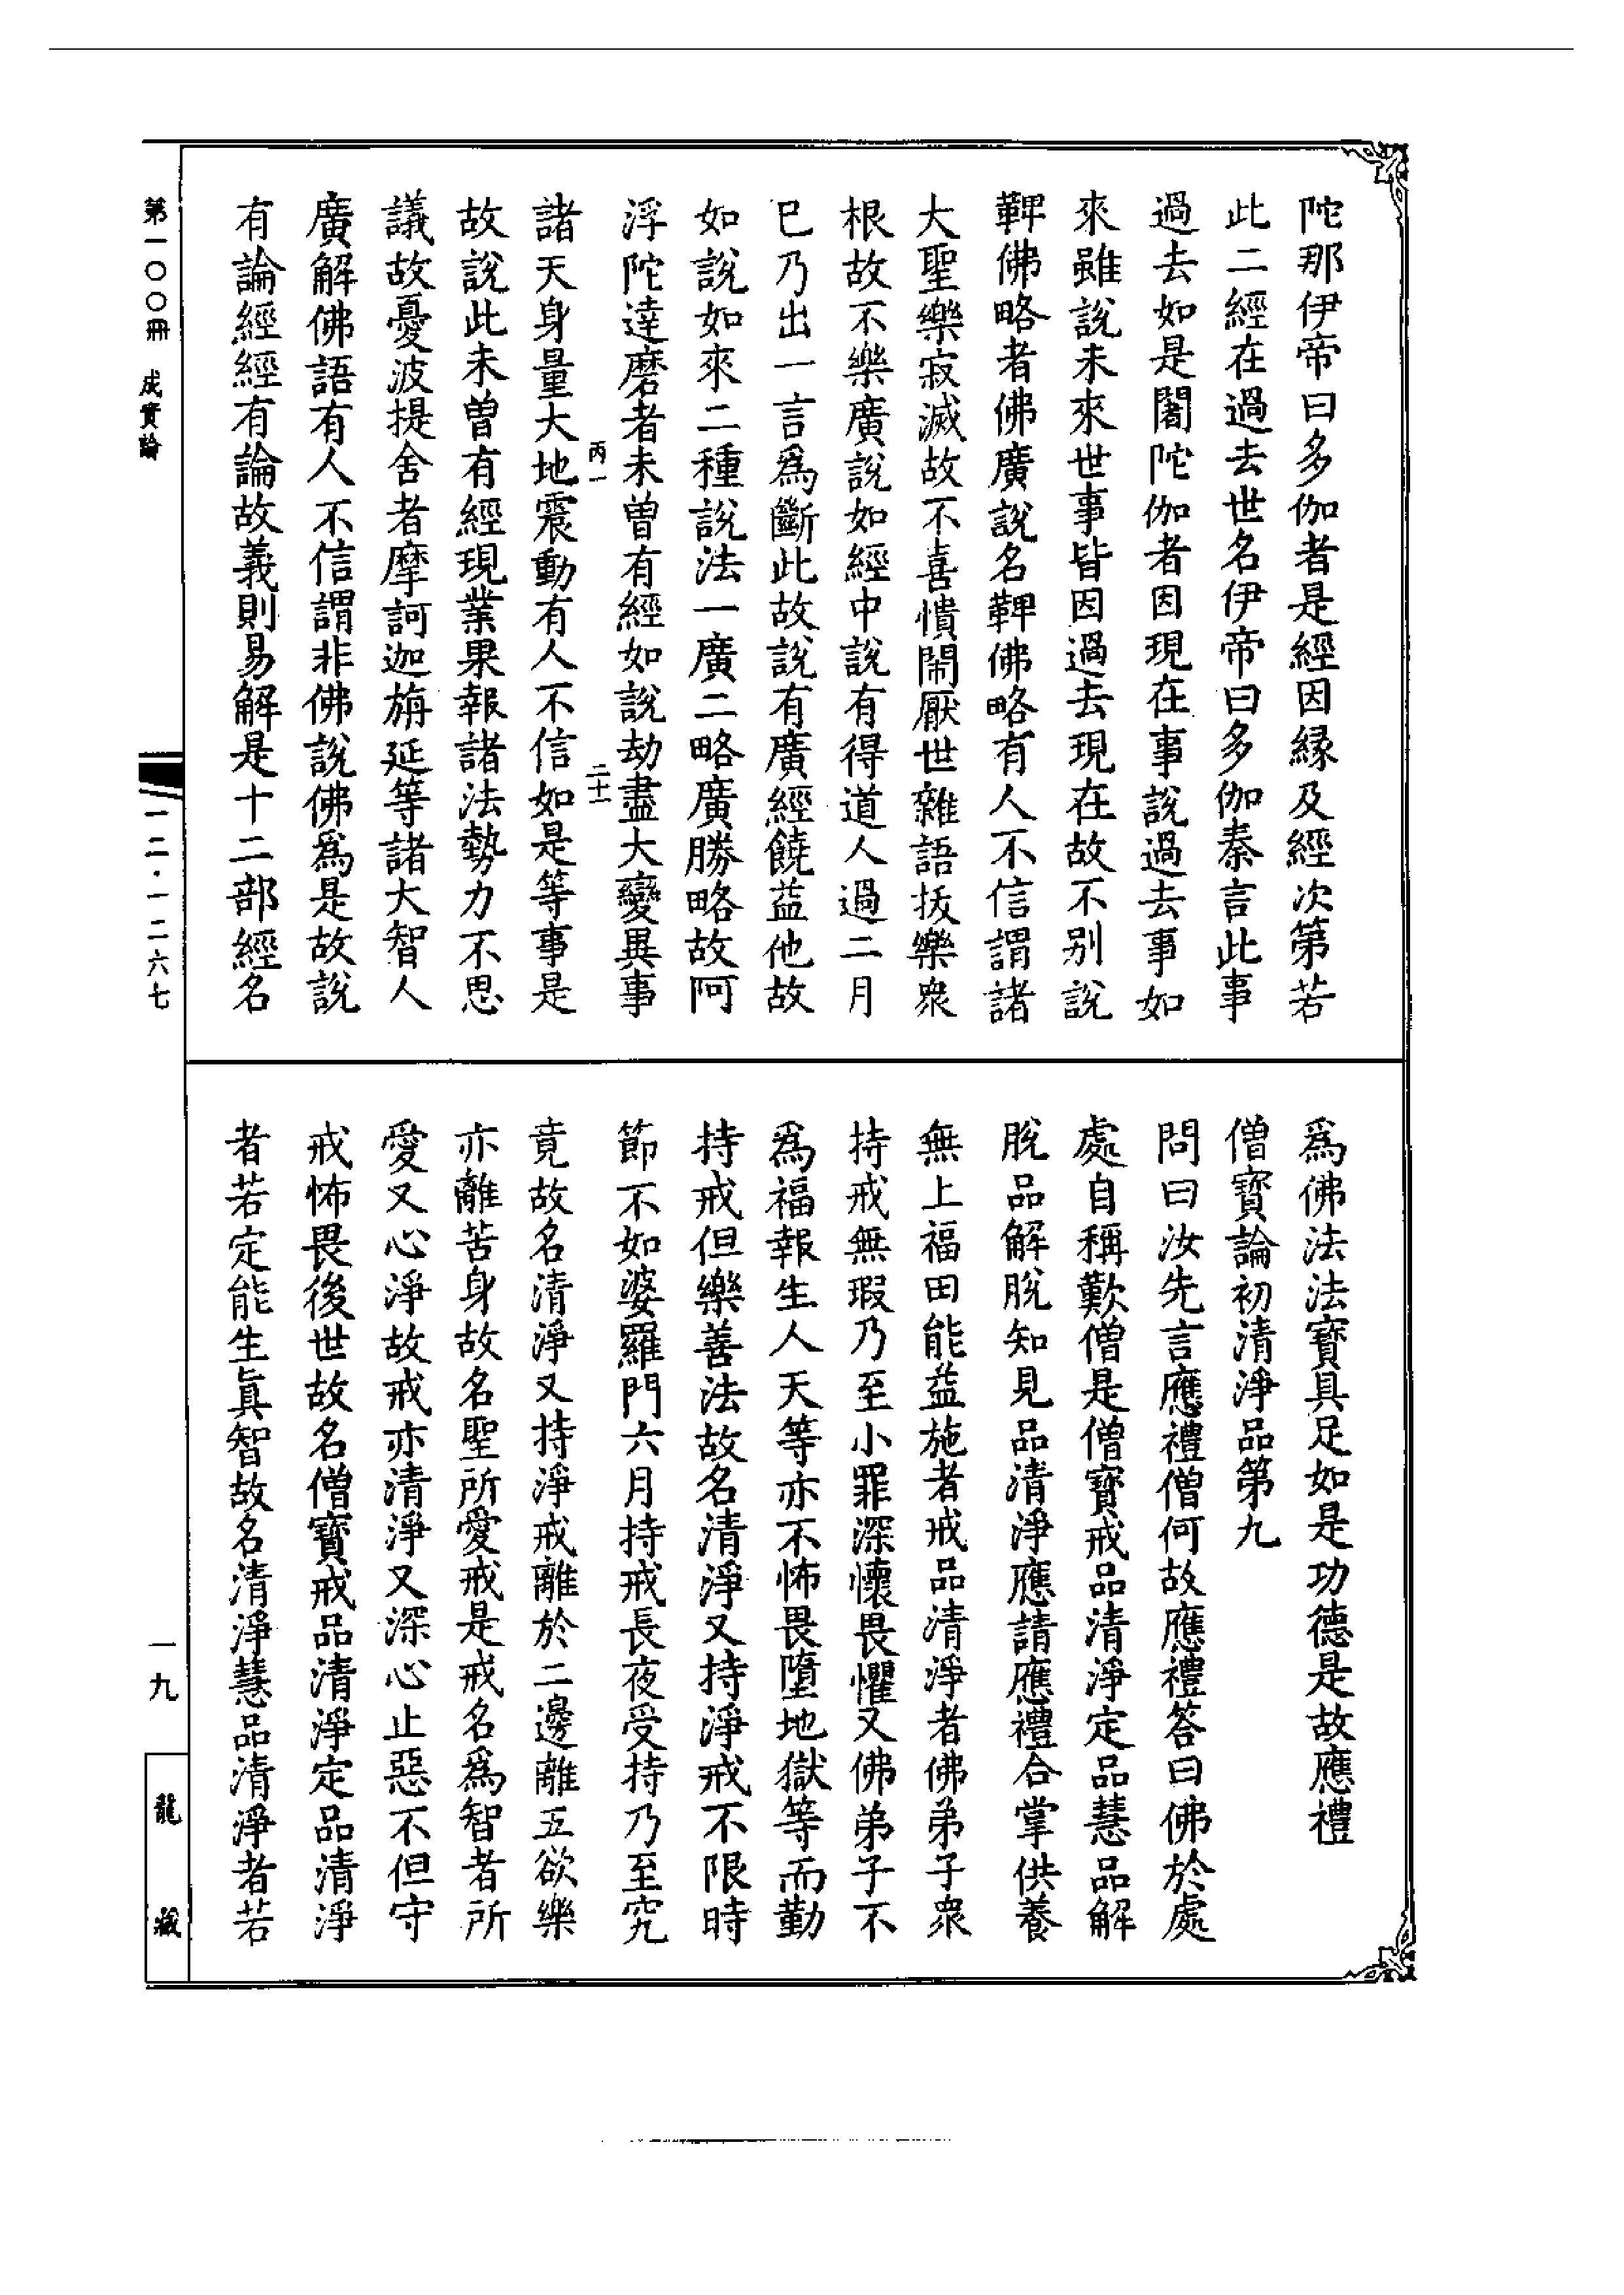 陀那伊帝曰多伽者是經因緣及經次第若
此二經在過去世名伊帝曰多伽秦言此事
過去如是闍陀伽者因現在事說過去事如
來雖說未來世事皆因過去現在故不別說
鞞佛略者佛廣說名鞞佛略有人不信謂諸
大聖樂寂滅故不喜憒閙厭世雜語拔樂衆
根故不樂廣說如經中說有得道人過二月
已乃出一言爲斷此故說有廣經饒益他故
如說如來二種說法一廣二略廣勝略故阿
浮陀達磨者未曽有經如說劫盡大變異事
丙一
二十一
諸天身量大地震動有人不信如是等事是
故說此未曽有經現業果報諸法勢力不思
議故憂波提舍者摩訶迦旃延等諸大智人
廣解佛語有人不信謂非佛說佛爲是故說
有論經經有論故義則易解是十二部經名
爲佛法法寶具足如是功德是故應禮
僧寶論初清淨品第九
問曰汝先言應禮僧何故應禮答曰佛於處
處自稱歎僧是僧寶戒品清淨定品慧品解
脫品解脫知見品清淨應請應禮合掌供養
無上福田能益施者戒品清淨者佛弟子衆
持戒無瑕乃至小罪深懷畏懼又佛弟子不
爲福報生人天等亦不怖畏墮地獄等而勤
持戒但樂善法故名清淨又持淨戒不限時
節不如婆羅門六月持戒長夜受持乃至究
竟故名清淨又持淨戒離於二邊離五欲樂
亦離苦身故名聖所愛戒是戒名爲智者所
愛又心淨故戒亦清淨又深心止惡不但守
戒怖畏後世故名僧寶戒品清淨定品清淨
者若定能生眞智故名清淨慧品清淨者若
第一〇〇冊 成實論
一二·一二六七
一九
龍藏